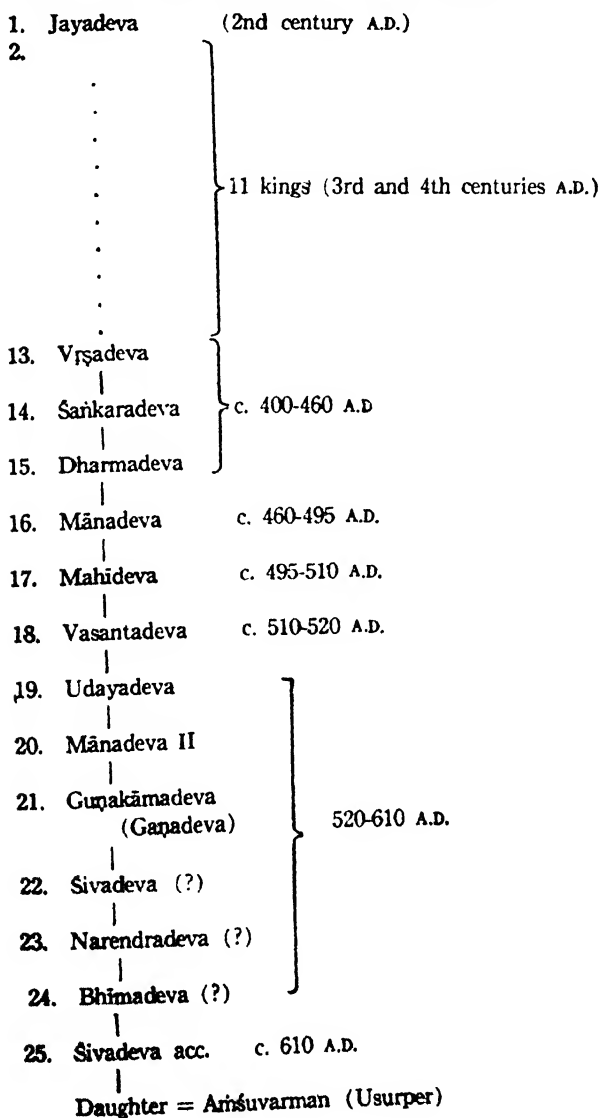 1. Jayadeva (2nd century A.D.)
2.
11 kings (3rd and 4th centuries A.D.)
13. Vṛṣadeva
14. Śaṅkaradeva c. 400-460 A.D
15. Dharmadeva
16. Mānadeva c. 460-495 A.D.
17. Mahīdeva c. 495-510 A.D.
18. Vasantadeva c. 510-520 A.D.
19. Udayadeva
20. Mānadeva II
21. Guṇakāmadeva
(Gaṇadeva) 520-610 A.D.
22. Śivadeva (?)
23. Narendradeva (?)
24. Bhīmadeva (?)
25. Śivadeva acc. c. 610 A.D.
Daughter = Aṁśuvarman (Usurper)